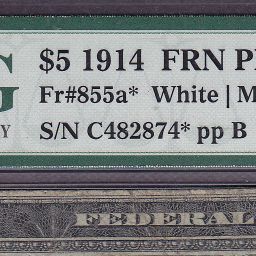 $5 1914 FRN P
G Fr#855a* White | M
Y S/N C482874* pp B
FEDERAL